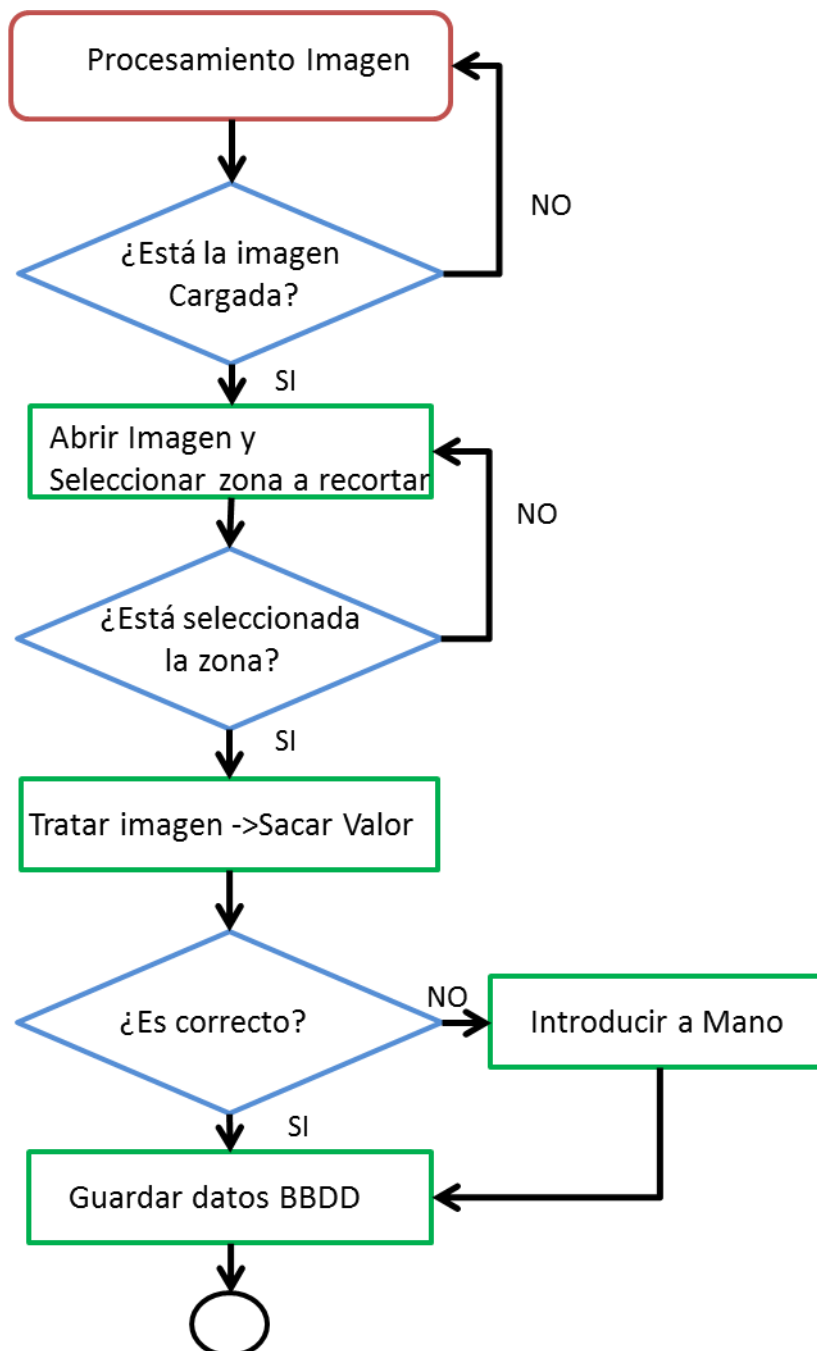 Procesamiento Imagen
NO
¿Está la imagen
Cargada?
SI
Abrir Imagen y
Seleccionar zona a recortar
NO
¿Está seleccionada
la zona?
SI
Tratar imagen ->Sacar Valor
¿Es correcto?
NO
Introducir a Mano
SI
Guardar datos BBDD